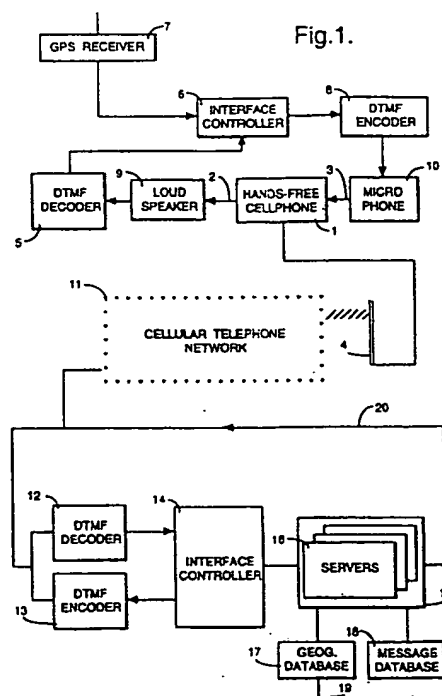 Fig.1.
7
GPS RECEIVER
6
INTERFACE
CONTROLLER
8
DTMF
ENCODER
DTMF
DECODER
5
9
LOUD
SPEAKER
2
HANDS-FREE
CELLPHONE
1
3
10
MICRO
PHONE
11
CELLULAR TELEPHONE
NETWORK
4
20
12
DTMF
DECODER
14
INTERFACE
CONTROLLER
DTMF
ENCODER
13
SERVERS
17
GEOG.
DATABASE
18
MESSAGE
DATABASE
19